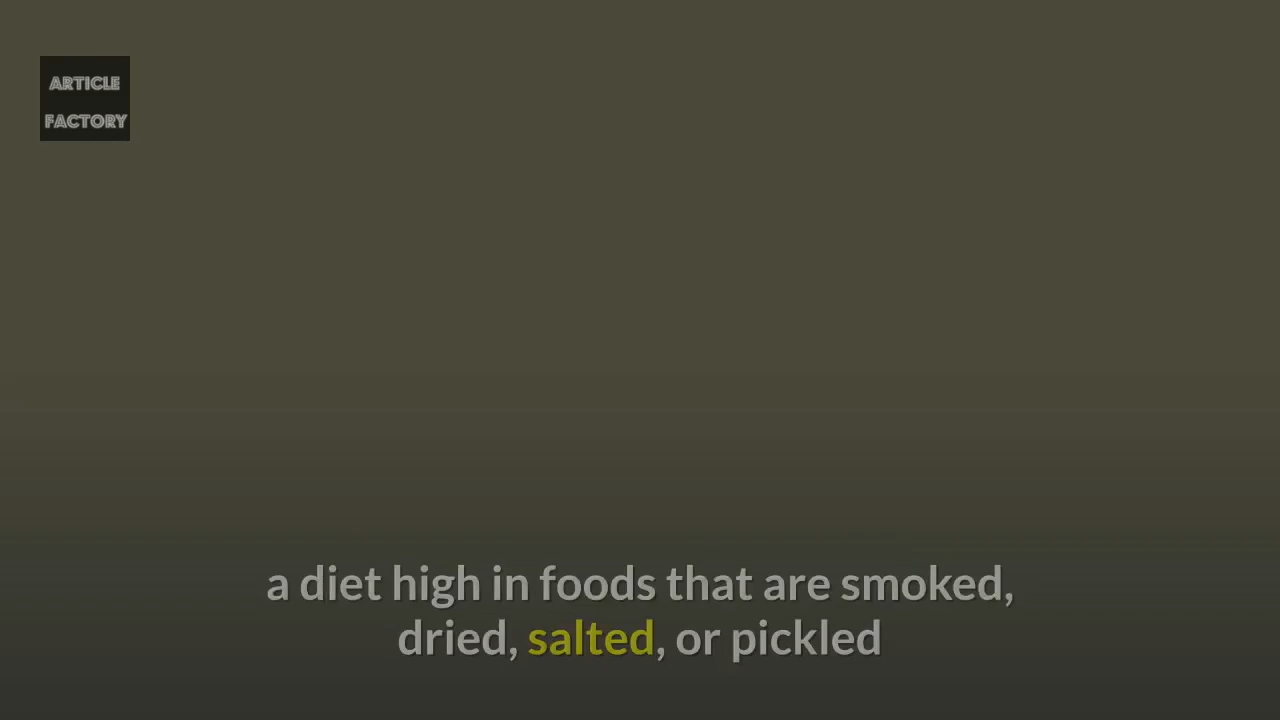 ARTICLE
FACTORY
a diet high in foods that are smoked,
dried, salted, or pickled